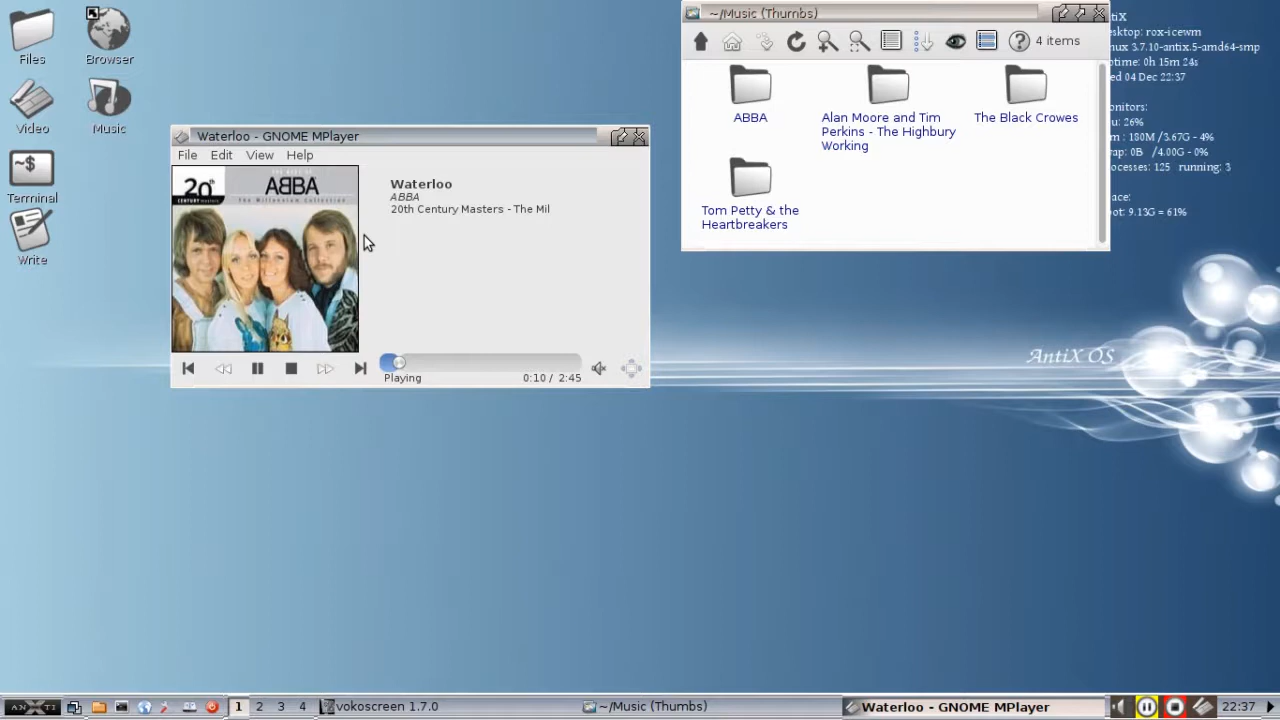 Files
Browser
Video
Music
Terminal
Write
Waterloo - GNOME MPlayer
File Edit View Help
20th
ABBA
The Millennium Collection
Waterloo
ABBA
20th Century Masters - The Mil
Playing
0:10 / 2:45
~/Music (Thumbs)
4 items
ABBA
Alan Moore and Tim
Perkins - The Highbury
Working
The Black Crowes
Tom Petty & the
Heartbreakers
sktop: rox-icewm
nux 3.7.10-antix.5-amd64-smp
ptime: 0h 15m 24s
ed 04 Dec 22:37
onitors:
pu: 26%
m : 180M /3.67G - 4%
vap: 0B /4.00G - 0%
ocesses: 125 running: 3
ace:
oot: 9.13G = 61%
AntiX OS
1 2 3 4
vokoscreen 1.7.0
~/Music (Thumbs)
Waterloo - GNOME MPlayer
22:37